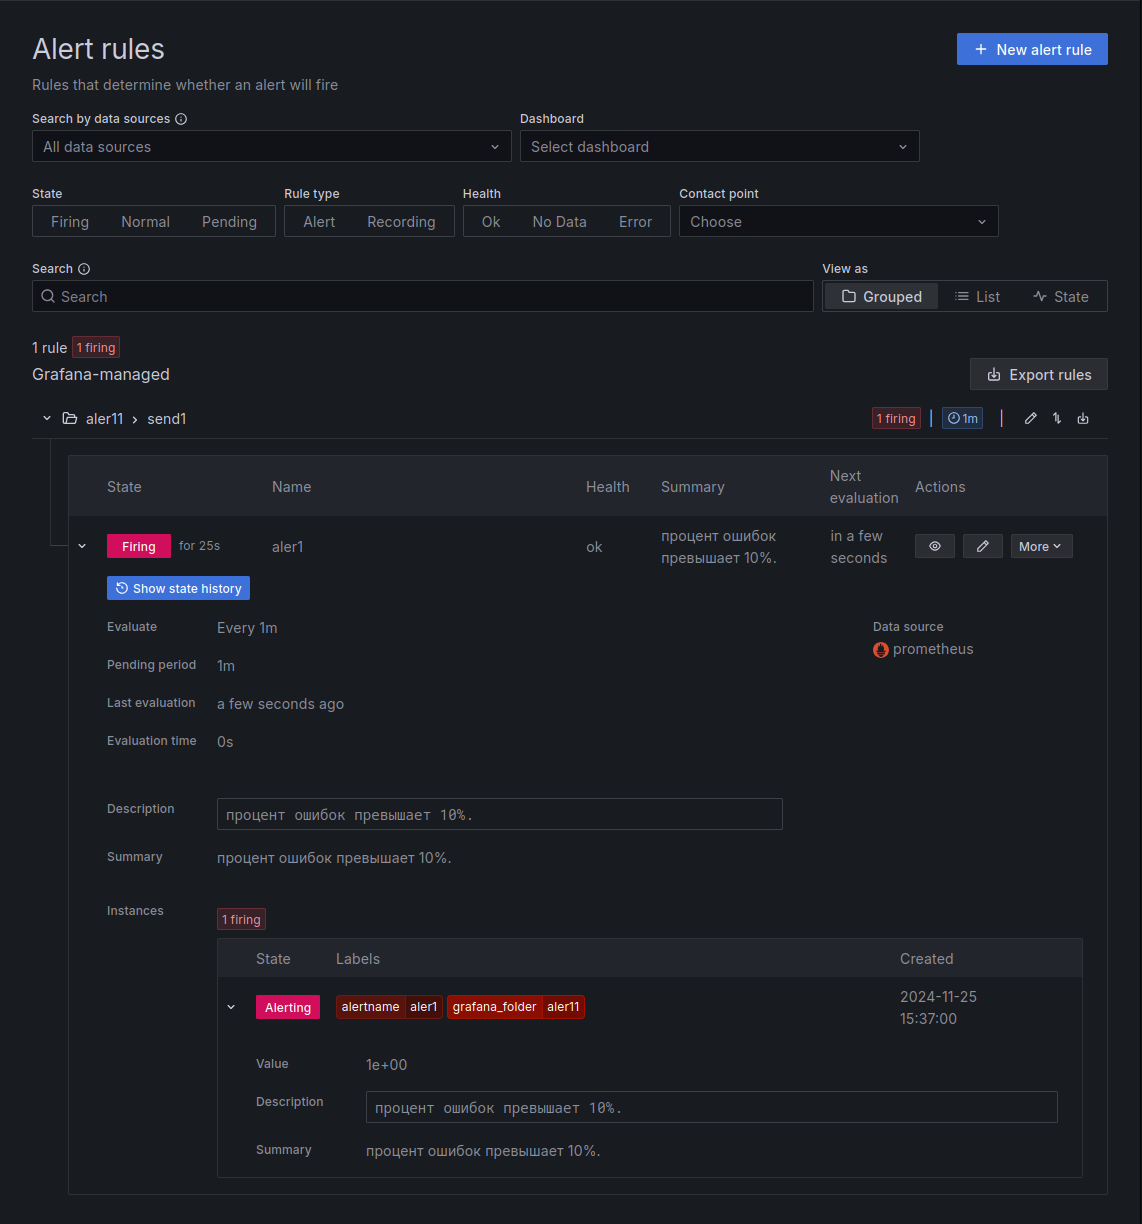 Alert rules
New alert rule
Rules that determine whether an alert will fire
Search by data sources
Dashboard
All data sources
Select dashboard
State
Rule type
Health
Contact point
Firing Normal Pending
Alert Recording
Ok No Data Error
Choose
Search
View as
Search
Grouped List State
1 rule 1 firing
Grafana-managed
Export rules
aler11 › send1
1 firing 1m
State Name Health Summary Next evaluation Actions
Firing for 25s aler1 ok
процент ошибок
превышает 10%.
in a few
seconds
More
Show state history
Evaluate Every 1m
Data source
prometheus
Pending period 1m
Last evaluation a few seconds ago
Evaluation time 0s
Description процент ошибок превышает 10%.
Summary процент ошибок превышает 10%.
Instances 1 firing
State Labels Created
Alerting alertname aler1 grafana_folder aler11
2024-11-25
15:37:00
Value 1e+00
Description процент ошибок превышает 10%.
Summary процент ошибок превышает 10%.